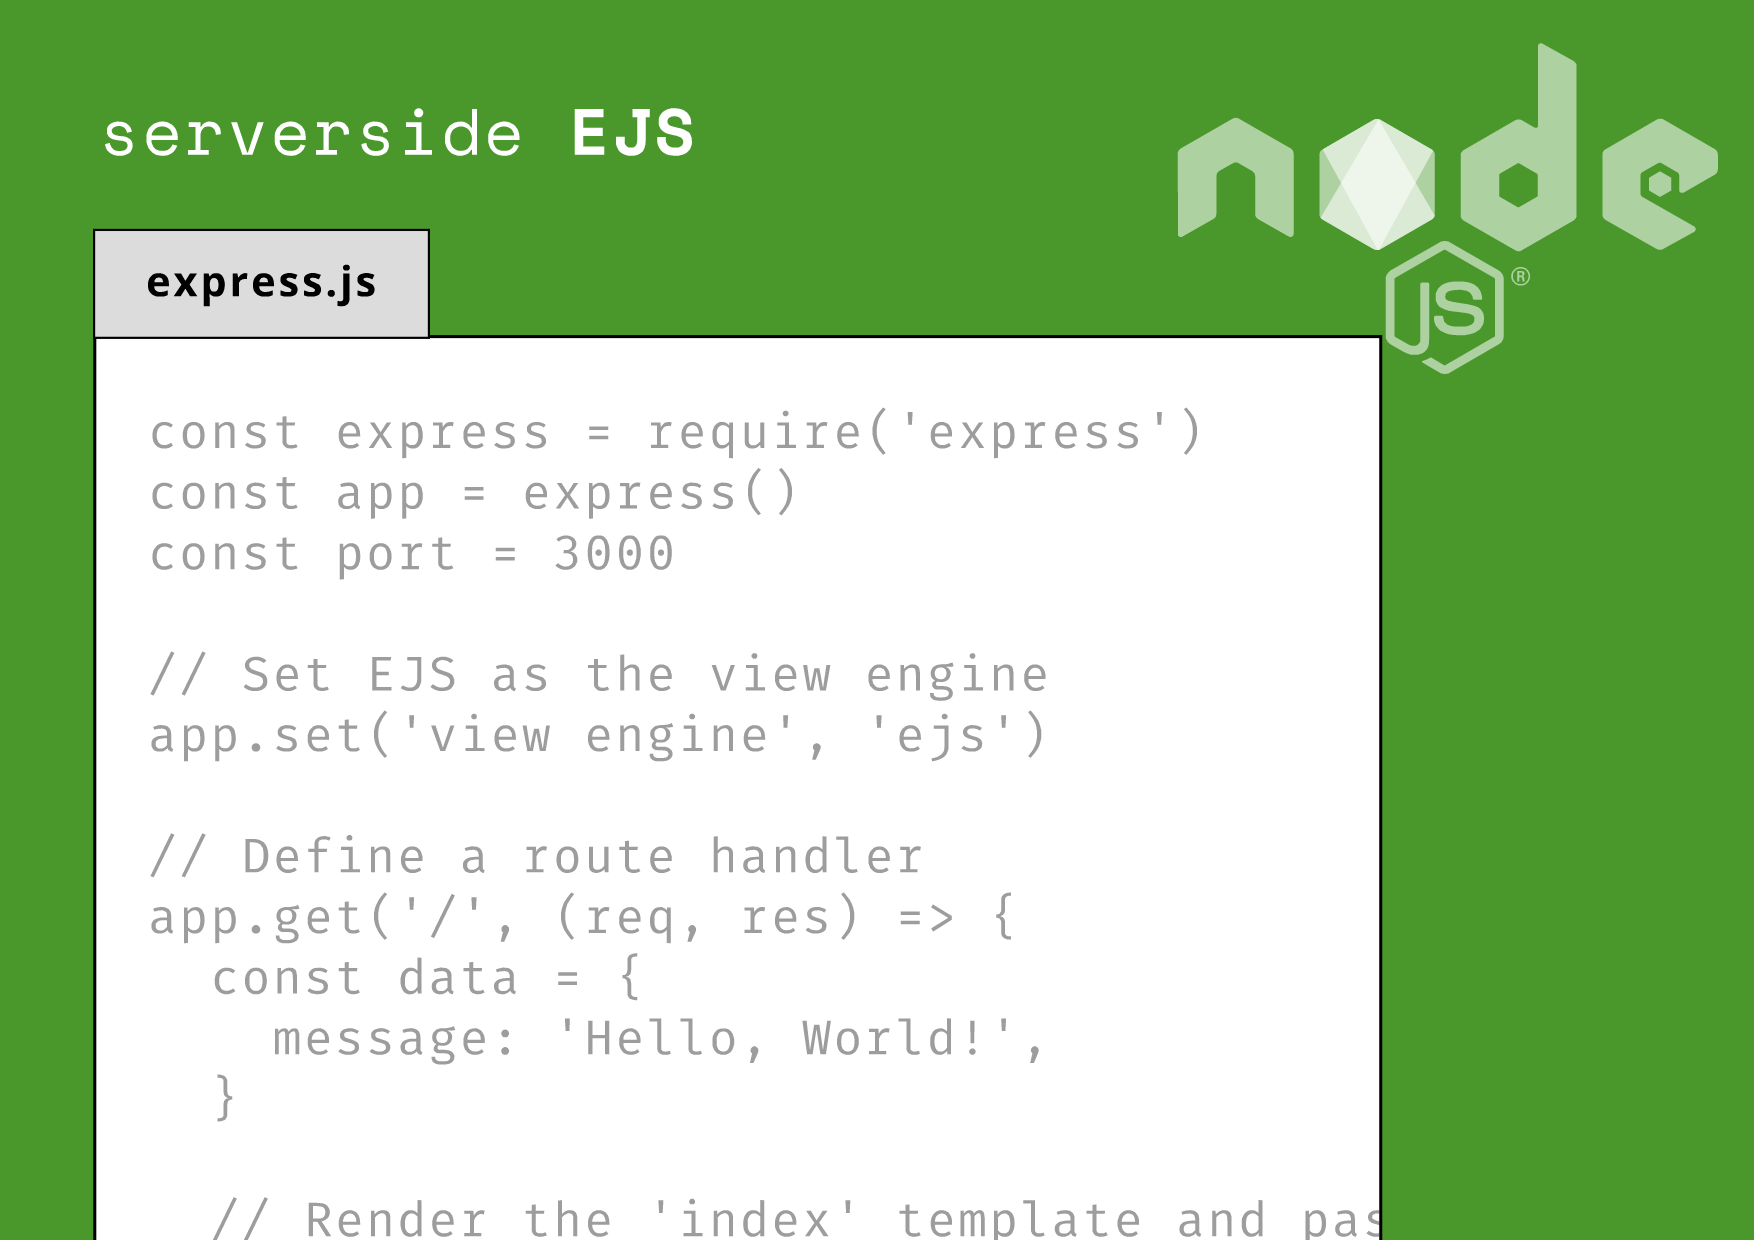 serverside EJS
node
JS®
express.js
const express = require('express')
const app = express()
const port = 3000
// Set EJS as the view engine
app.set('view engine', 'ejs')
// Define a route handler
app.get('/', (req, res) => {
  const data = {
    message: 'Hello, World!',
  }
  // Render the 'index' template and